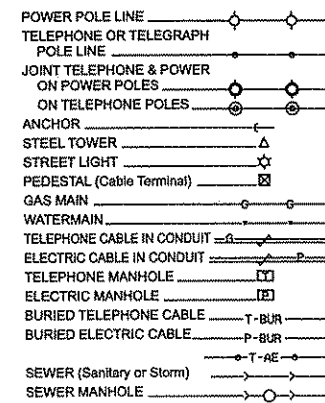 POWER POLE LINE
TELEPHONE OR TELEGRAPH
POLE LINE
JOINT TELEPHONE & POWER
ON POWER POLES
ON TELEPHONE POLES
ANCHOR
STEEL TOWER
STREET LIGHT
PEDESTAL (Cable Terminal)
GAS MAIN G G
WATERMAIN
TELEPHONE CABLE IN CONDUIT
ELECTRIC CABLE IN CONDUIT P
TELEPHONE MANHOLE T
ELECTRIC MANHOLE
BURIED TELEPHONE CABLE T-BUR
BURIED ELECTRIC CABLE P-BUR
T-AE
SEWER (Sanitary or Storm)
SEWER MANHOLE